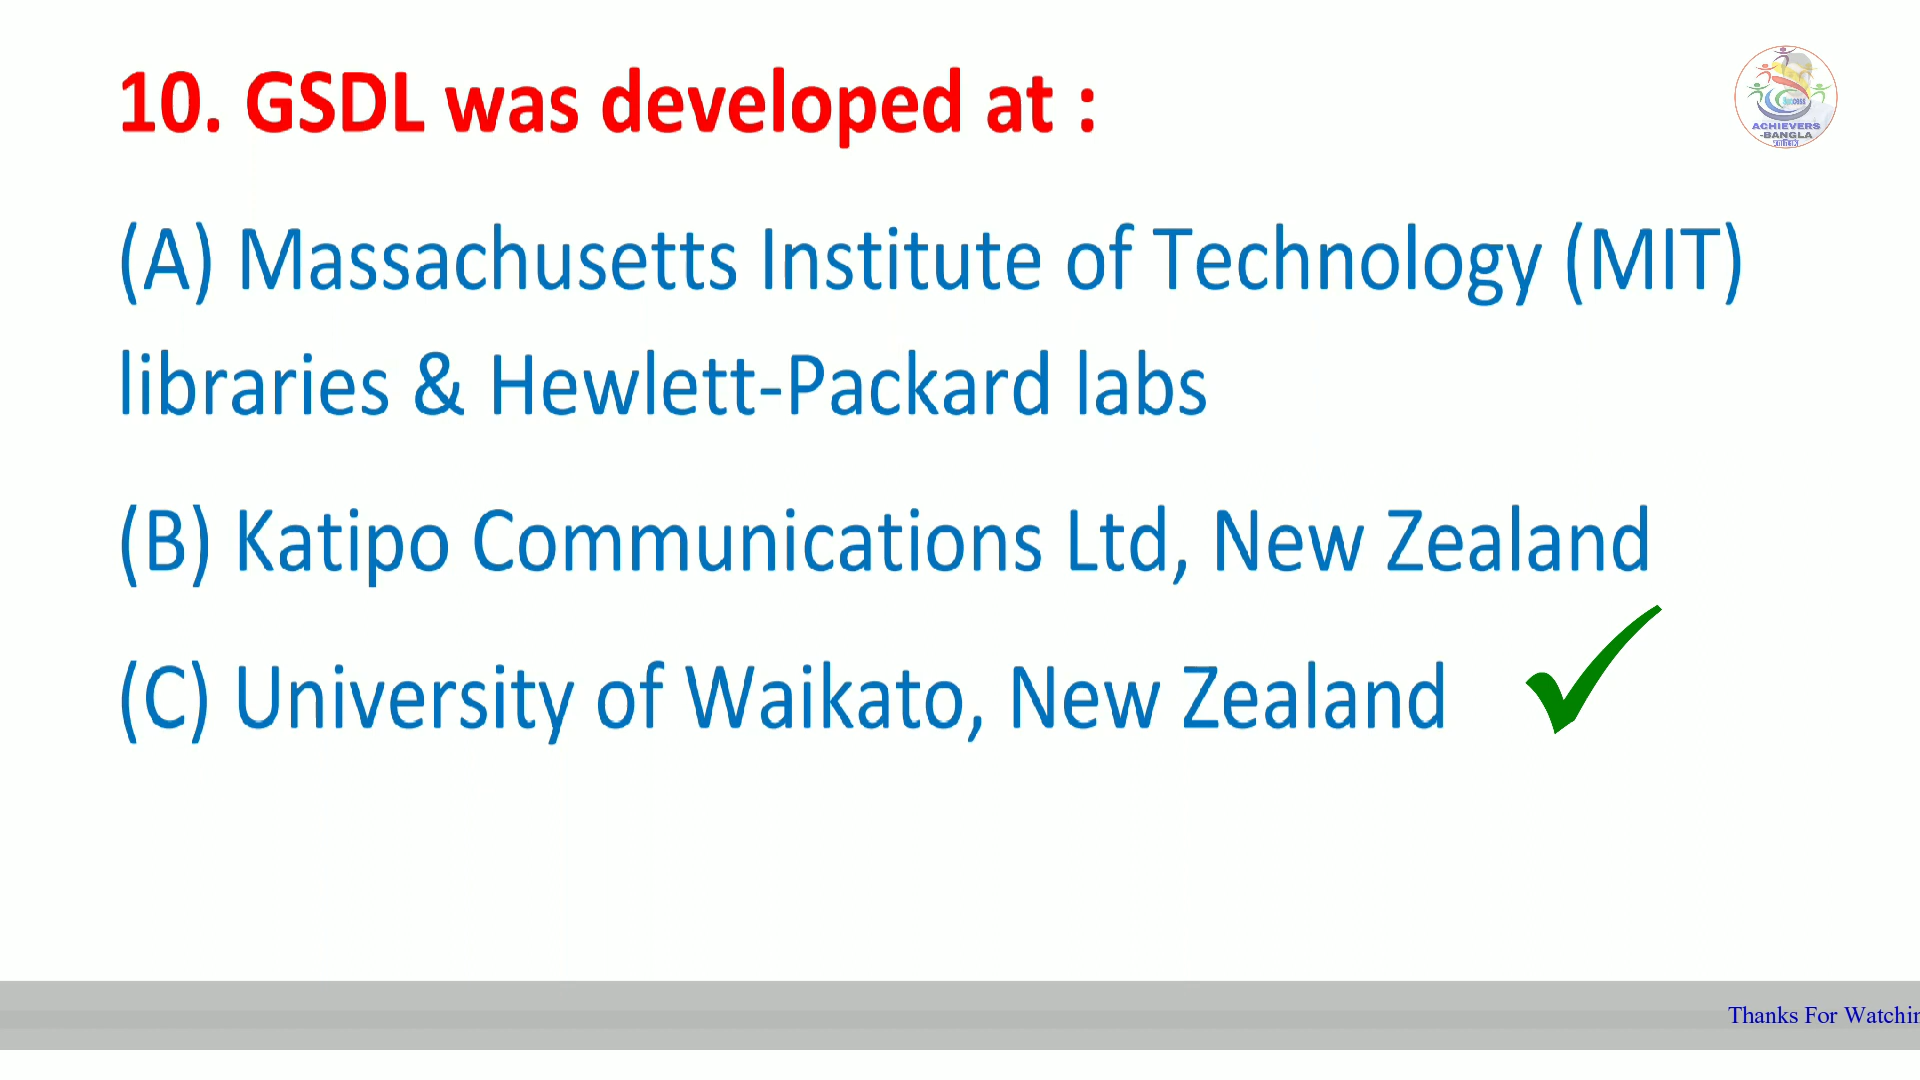 10. GSDL was developed at :
(A) Massachusetts Institute of Technology (MIT)
libraries & Hewlett-Packard labs
(B) Katipo Communications Ltd, New Zealand
(C) University of Waikato, New Zealand
ACHIEVERS
-BANGLA
Thanks For Watchin